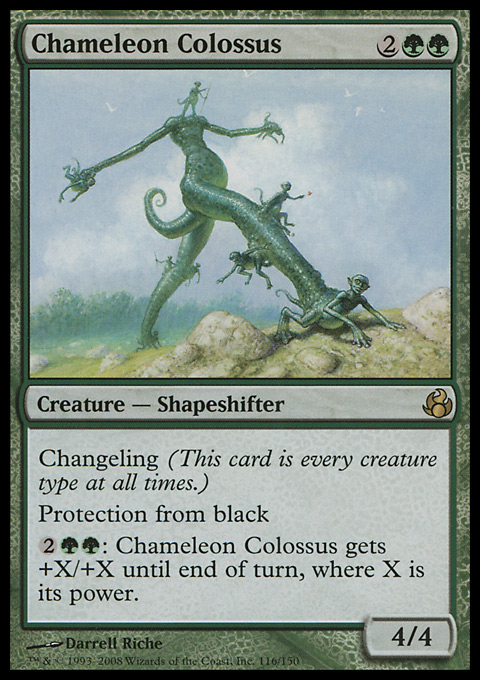 Chameleon Colossus 2
Creature — Shapeshifter
Changeling (This card is every creature
type at all times.)
Protection from black
2: Chameleon Colossus gets
+X/+X until end of turn, where X is
its power.
Darrell Riche
4/4
™ & © 1993–2008 Wizards of the Coast, Inc. 116/150